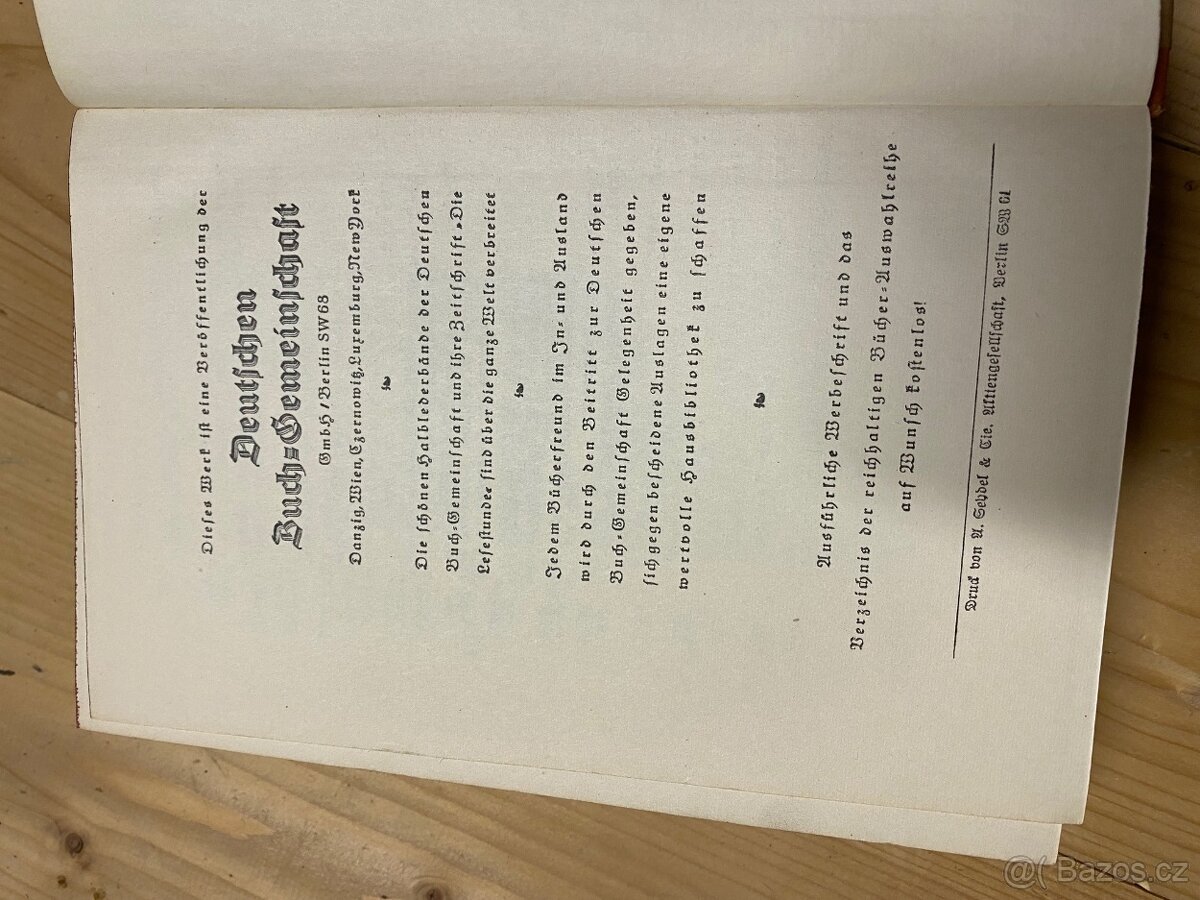 Dieses Werk ist eine Veröffentlichung der
Deutschen
Buch=Gemeinschaft
GmbH / Berlin SW 68
Danzig, Wien, Czernowitz, Luxemburg, New York
Die schönen Halblederbände der Deutschen
Buch=Gemeinschaft und ihre Zeitschrift »Die
Lesestunde« sind über die ganze Welt verbreitet
Jedem Bücherfreund im In= und Ausland
wird durch den Beitritt zur Deutschen
Buch=Gemeinschaft Gelegenheit gegeben,
sich gegen bescheidene Auslagen eine eigene
wertvolle Hausbibliothek zu schaffen
Ausführliche Werbeschrift und das
Verzeichnis der reichhaltigen Bücher=Auswahlreihe
auf Wunsch kostenlos!
Druck von A. Seydel & Cie. Aktiengesellschaft, Berlin SW 61
@( Bazos.cz